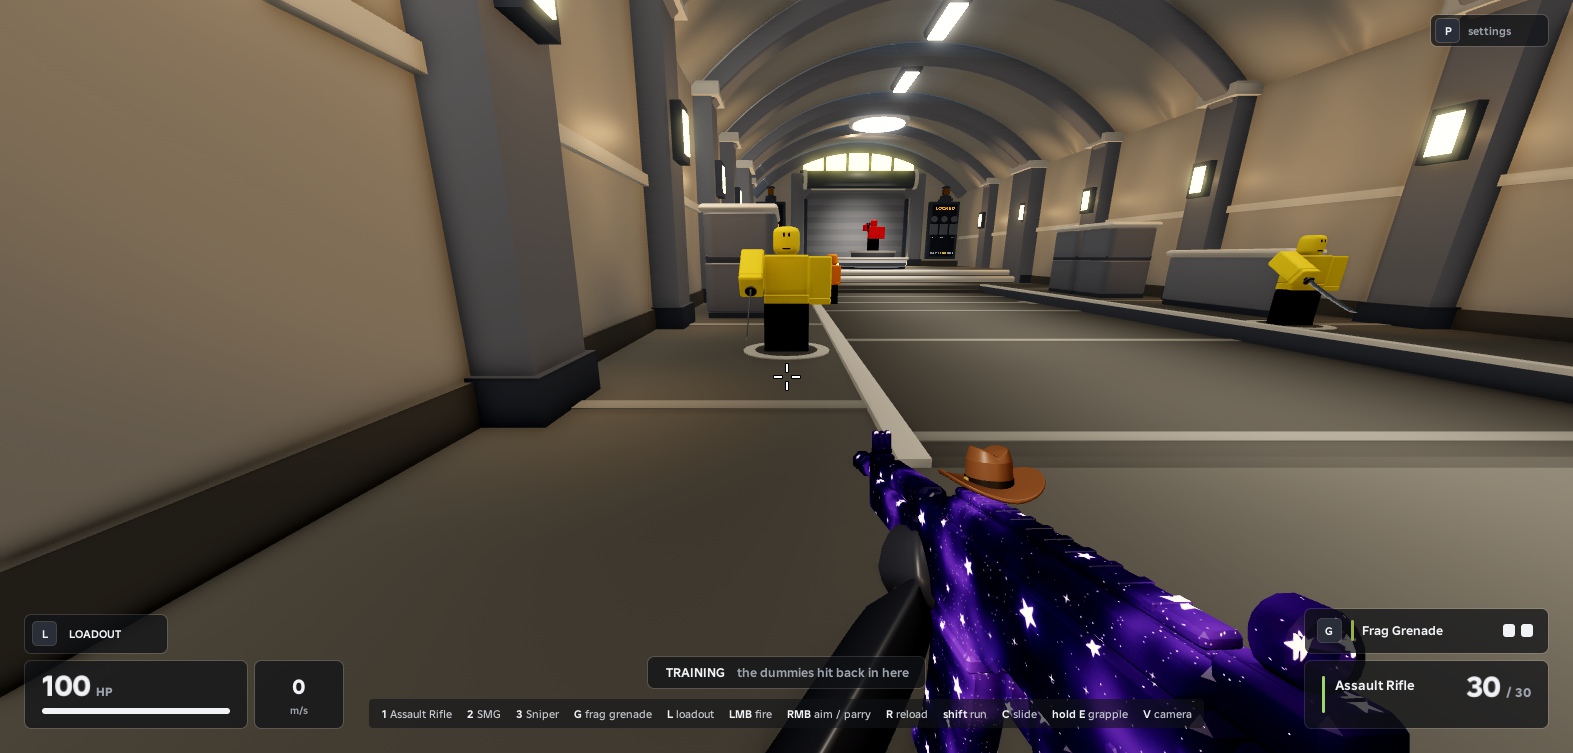 P settings
LOCKED
L LOADOUT
100 HP
0
m/s
TRAINING the dummies hit back in here
1 Assault Rifle 2 SMG 3 Sniper G frag grenade L loadout LMB fire RMB aim / parry R reload shift run C slide hold E grapple V camera
G Frag Grenade
Assault Rifle 30 / 30